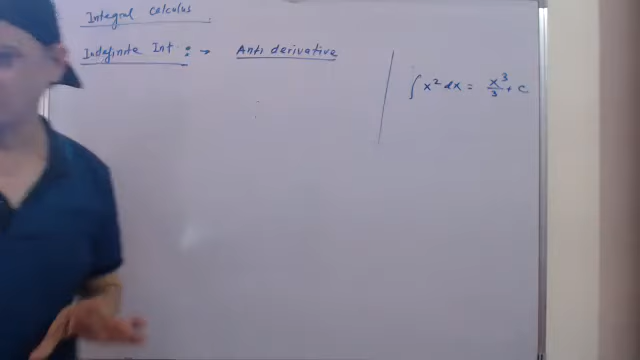 Integral Calculus
Indefinite Int. : → Anti derivative
∫ x² dx = x³/3 + c